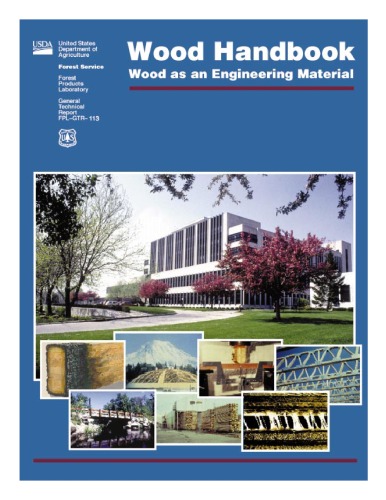 USDA
United States
Department of
Agriculture
Forest Service
Forest
Products
Laboratory
General
Technical
Report
FPL–GTR–113
Wood Handbook
Wood as an Engineering Material